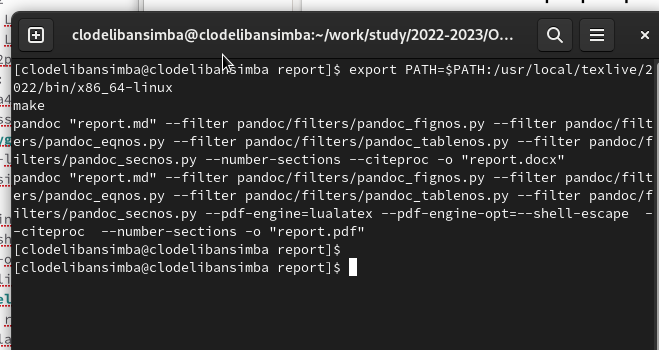 clodelibansimba@clodelibansimba:~/work/study/2022-2023/O...
[clodelibansimba@clodelibansimba report]$ export PATH=$PATH:/usr/local/texlive/2
022/bin/x86_64-linux
make
pandoc "report.md" --filter pandoc/filters/pandoc_fignos.py --filter pandoc/filt
ers/pandoc_eqnos.py --filter pandoc/filters/pandoc_tablenos.py --filter pandoc/f
ilters/pandoc_secnos.py --number-sections --citeproc -o "report.docx"
pandoc "report.md" --filter pandoc/filters/pandoc_fignos.py --filter pandoc/filt
ers/pandoc_eqnos.py --filter pandoc/filters/pandoc_tablenos.py --filter pandoc/f
ilters/pandoc_secnos.py --pdf-engine=lualatex --pdf-engine-opt=--shell-escape  -
-citeproc  --number-sections -o "report.pdf"
[clodelibansimba@clodelibansimba report]$
[clodelibansimba@clodelibansimba report]$